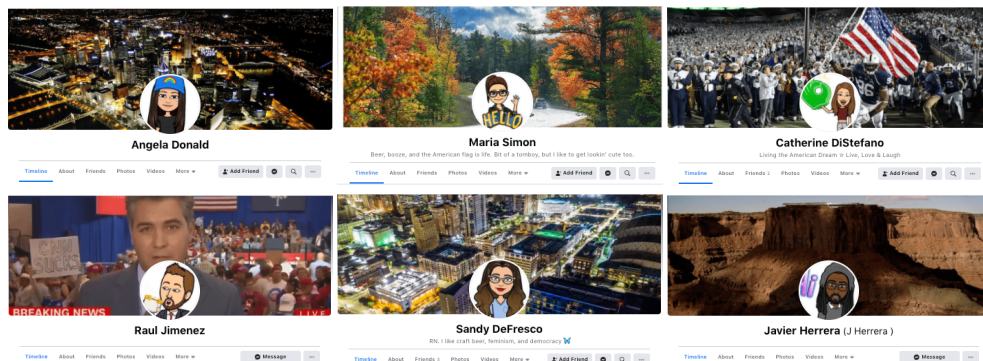 Angela Donald
Timeline About Friends Photos Videos More Add Friend
HELLO
Maria Simon
Beer, booze, and the American flag is life. Bit of a tomboy, but I like to get lookin' cute too.
Timeline About Friends Photos Videos More Add Friend
Catherine DiStefano
Living the American Dream Live, Love & Laugh
Timeline About Friends Photos Videos More Add Friend
BREAKING NEWS LIVE
Raul Jimenez
Timeline About Friends Photos Videos More Message
Sandy DeFresco
RN. I like craft beer, feminism, and democracy
Timeline About Friends Photos Videos More Add Friend
Javier Herrera (J Herrera )
Timeline About Friends Photos Videos More Message